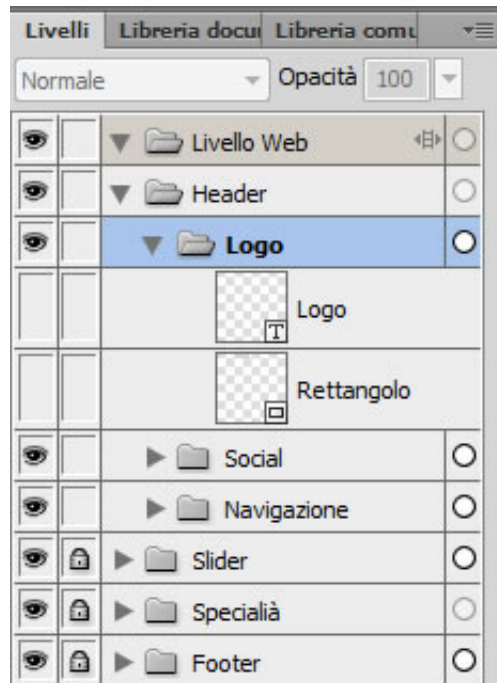 Livelli Libreria docu Libreria comu
Normale Opacità 100
Livello Web
Header
Logo
Logo
Rettangolo
Social
Navigazione
Slider
Specialià
Footer